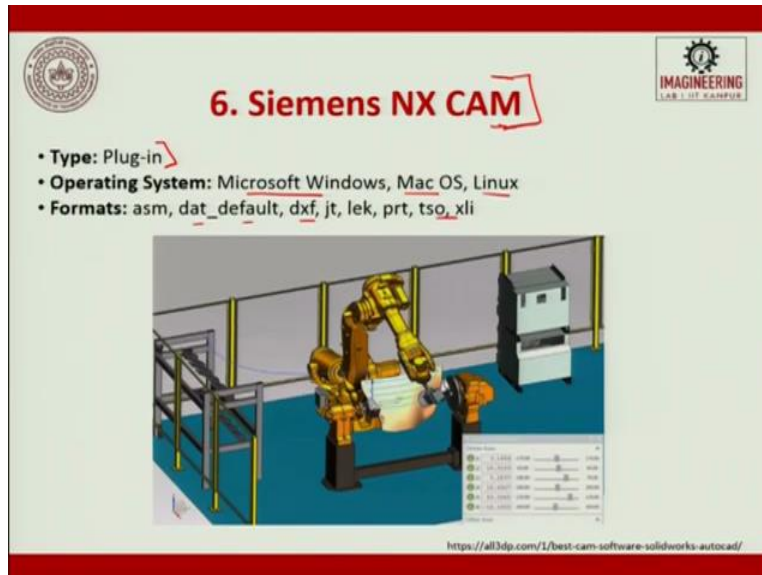 IMAGINEERING
LAB | IIT KANPUR
6. Siemens NX CAM
• Type: Plug-in
• Operating System: Microsoft Windows, Mac OS, Linux
• Formats: asm, dat_default, dxf, jt, lek, prt, tso, xli
https://all3dp.com/1/best-cam-software-solidworks-autocad/